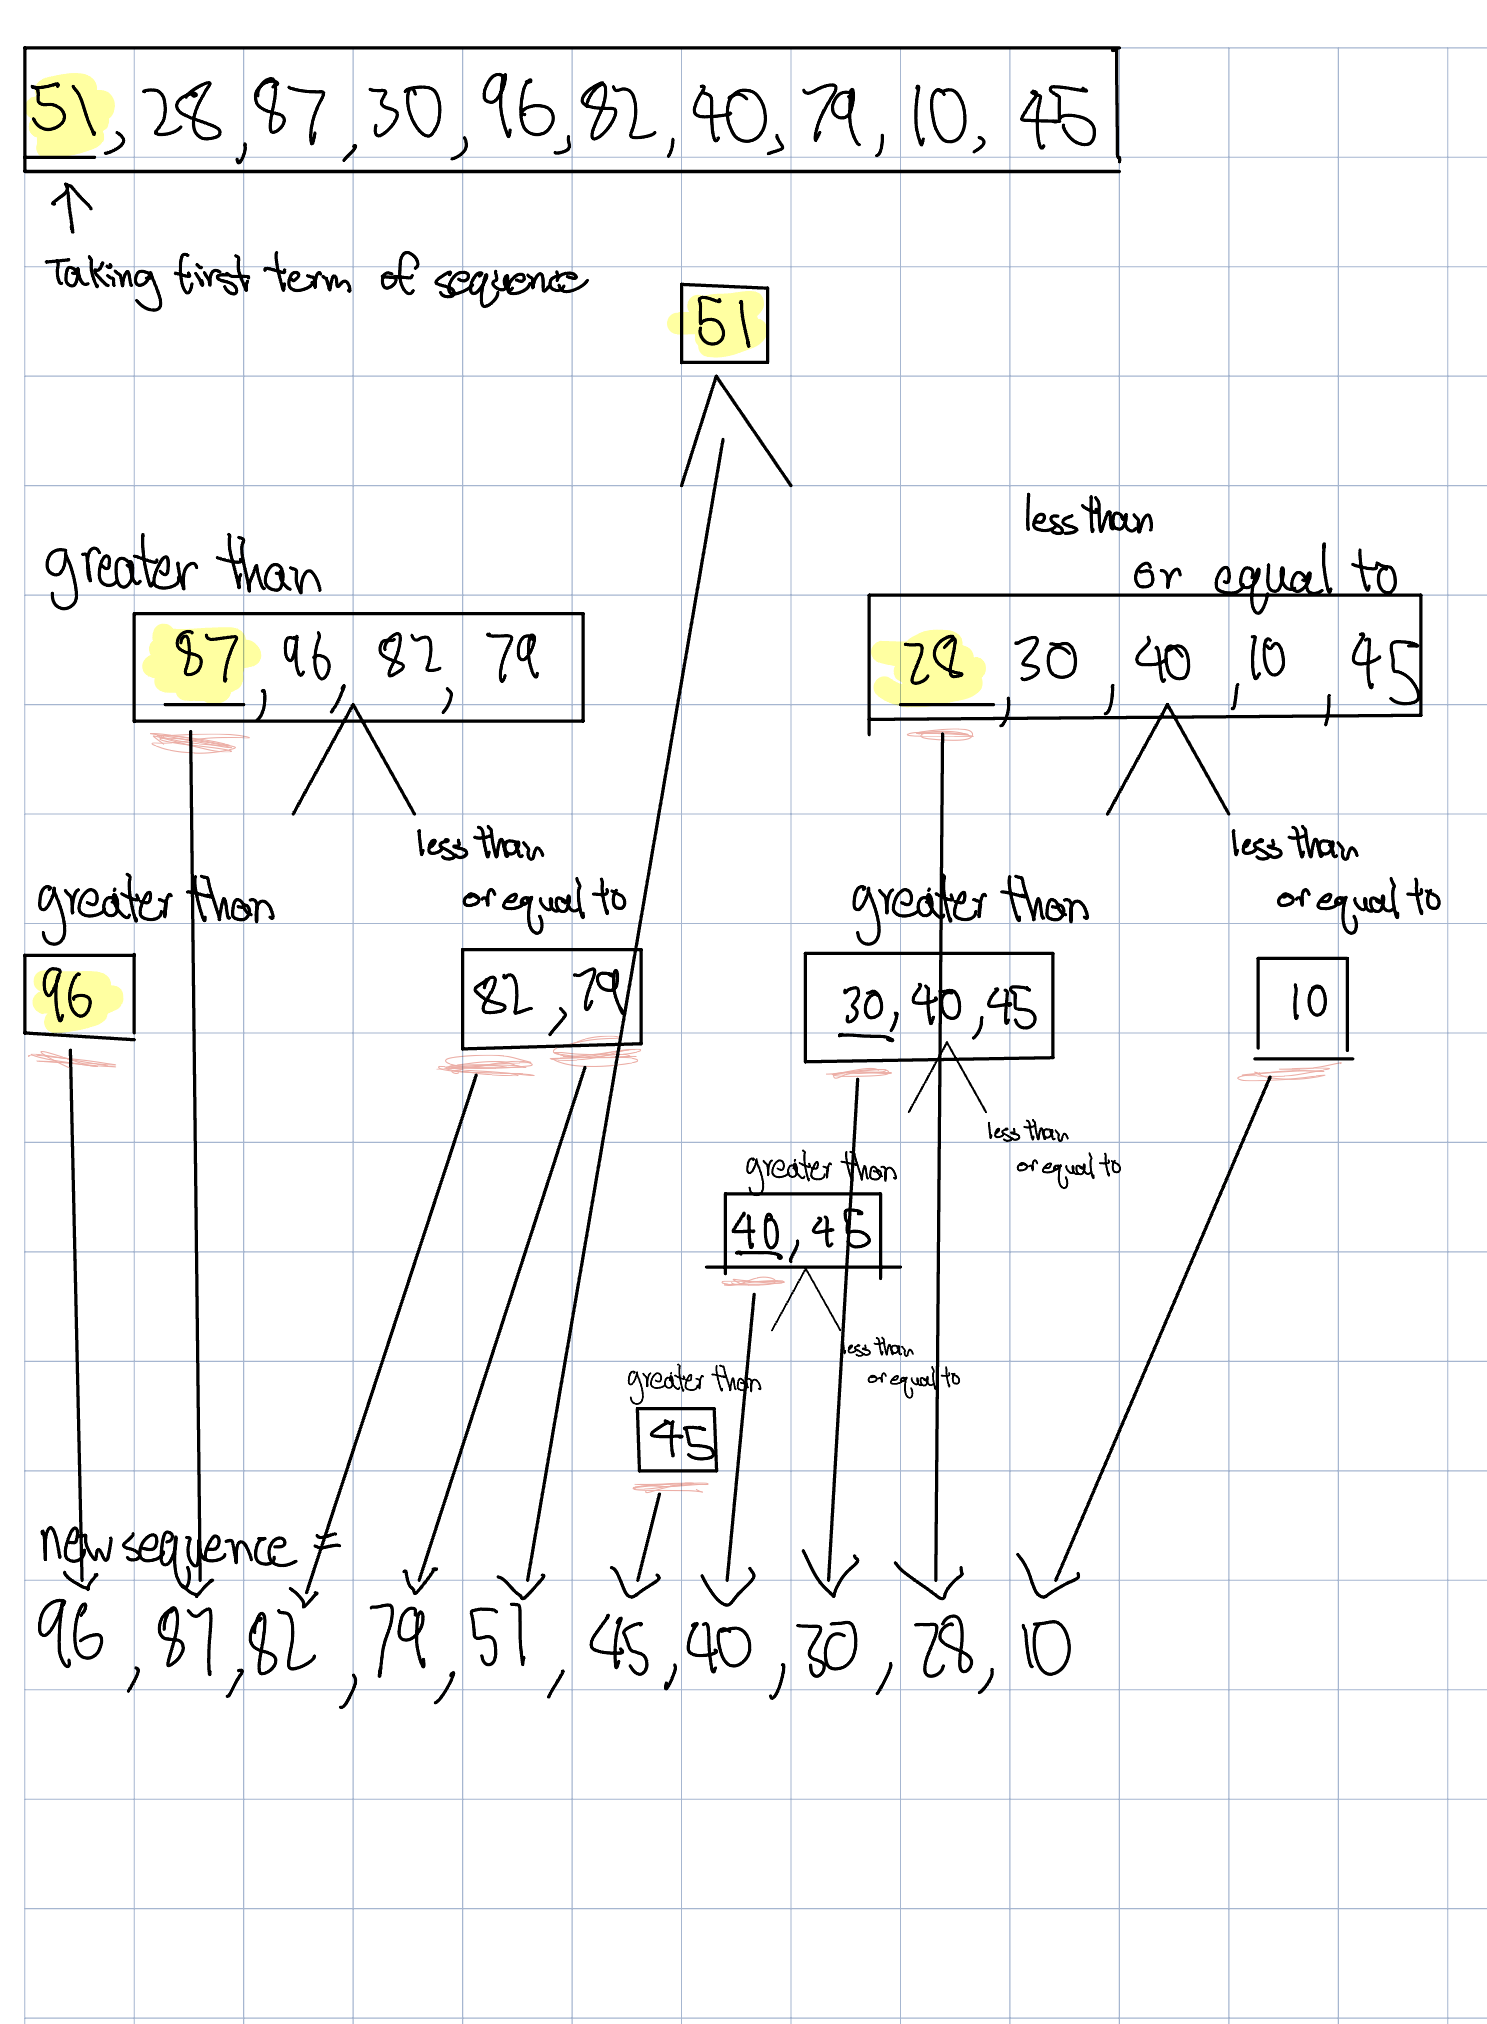 51, 28, 87, 30, 96, 82, 40, 79, 10, 45
Taking first term of sequence
51
less than
or equal to
greater than
87, 96, 82, 79
28, 30, 40, 10, 45
less than
or equal to
greater than
less than
or equal to
greater than
96
82, 79
30, 40, 45
10
less than
or equal to
greater than
40, 45
less than
or equal to
greater than
45
new sequence =
96, 87, 82, 79, 51, 45, 40, 30, 28, 10